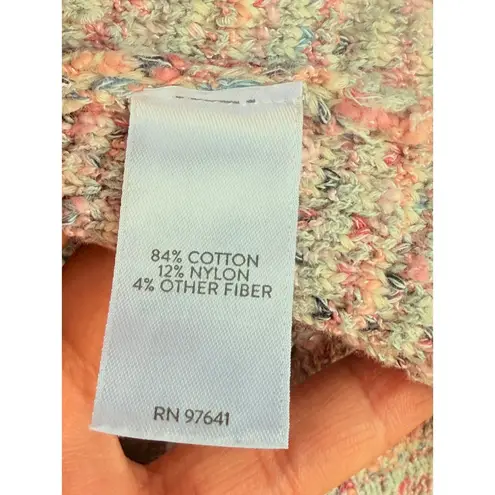 84% COTTON
12% NYLON
4% OTHER FIBER
RN 97641